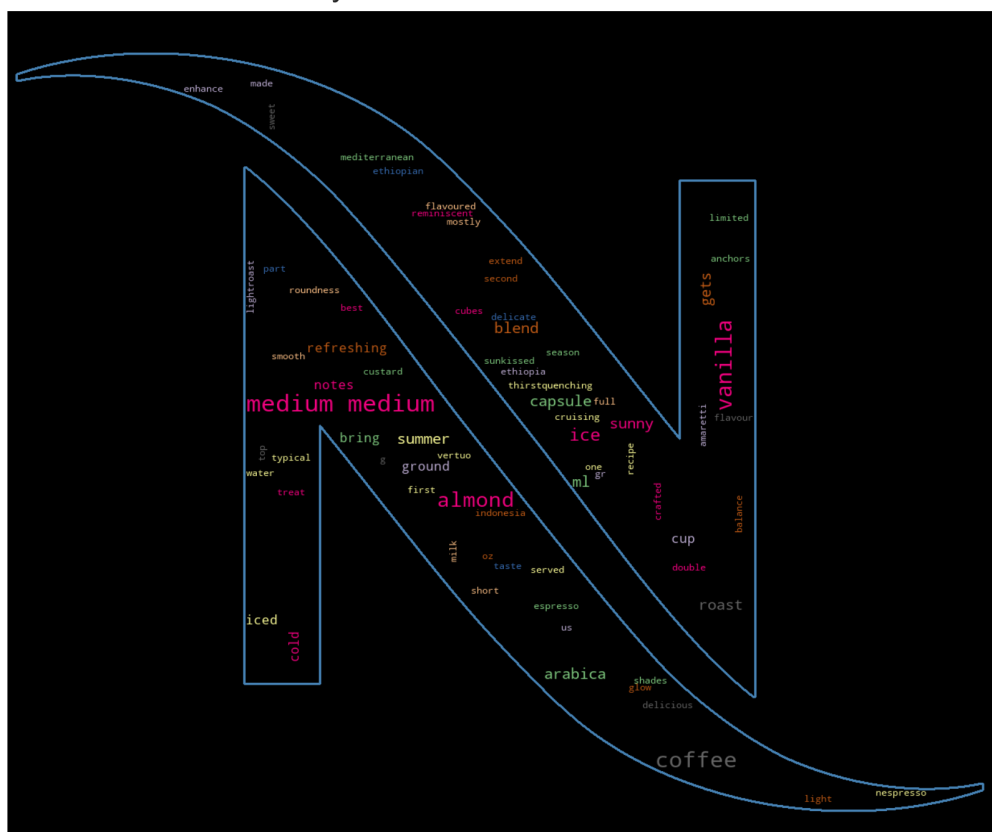 enhance
made
sweet
mediterranean
ethiopian
flavoured
reminiscent
mostly
limited
anchors
extend
second
gets
lightroast
part
roundness
best
cubes
delicate
blend
vanilla
refreshing
smooth
season
sunkissed
ethiopia
custard
notes
thirstquenching
medium medium
capsule
full
cruising
sunny
ice
amaretti
flavour
bring
summer
vertuo
ground
g
top
typical
water
one
gr
recipe
ml
treat
first
almond
indonesia
crafted
balance
cup
milk
oz
taste
served
double
short
espresso
roast
us
iced
cold
arabica
shades
glow
delicious
coffee
light
nespresso